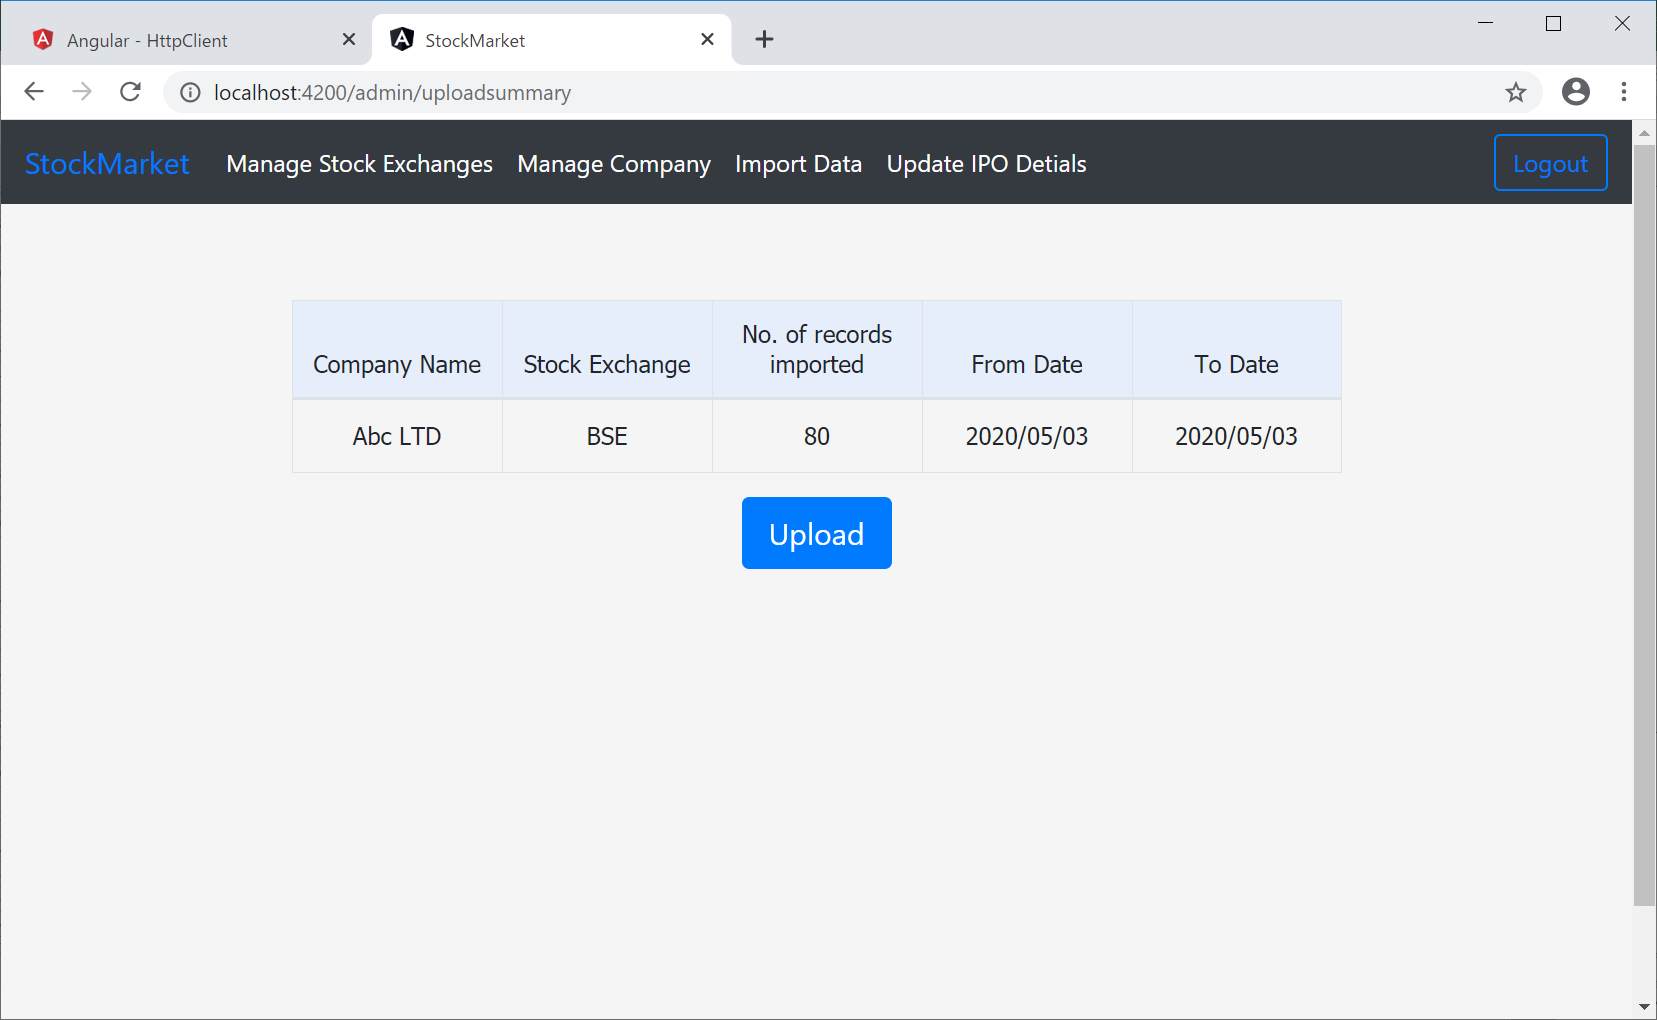 Angular - HttpClient
StockMarket
localhost:4200/admin/uploadsummary
StockMarket Manage Stock Exchanges Manage Company Import Data Update IPO Detials Logout
Company Name Stock Exchange No. of records imported From Date To Date
Abc LTD BSE 80 2020/05/03 2020/05/03
Upload